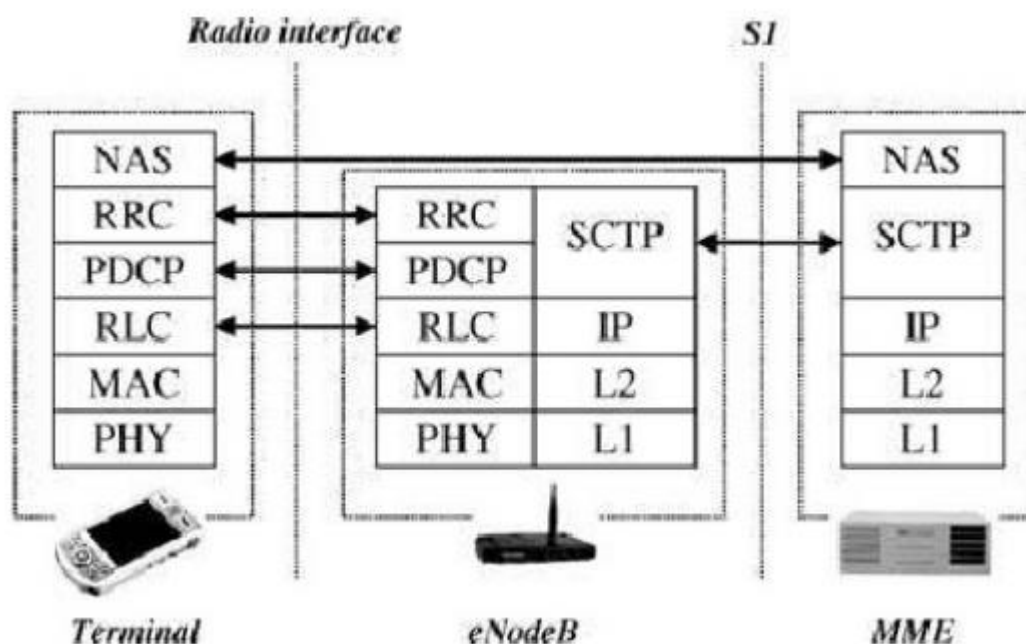 Radio interface S1
NAS NAS
RRC RRC SCTP SCTP
PDCP PDCP
RLC RLC IP IP
MAC MAC L2 L2
PHY PHY L1 L1
Terminal eNodeB MME